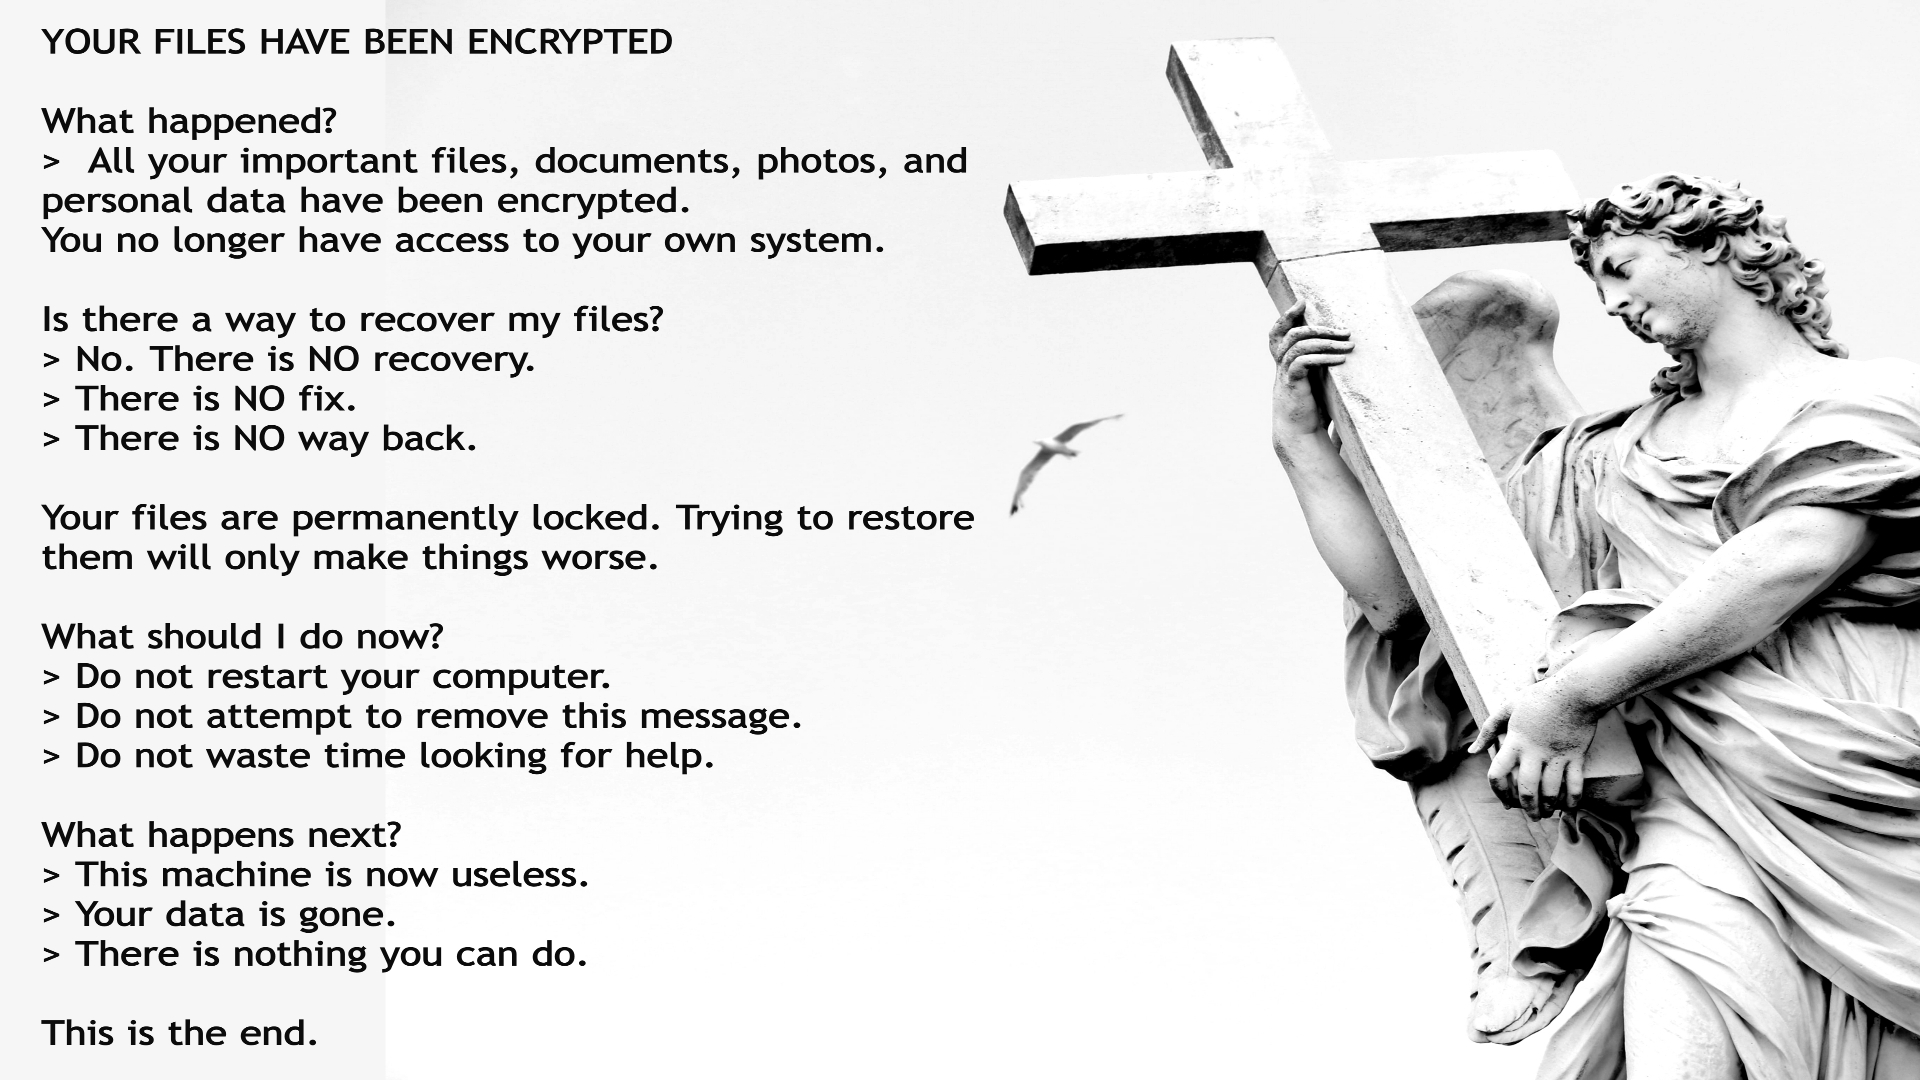 YOUR FILES HAVE BEEN ENCRYPTED
What happened?
> All your important files, documents, photos, and
personal data have been encrypted.
You no longer have access to your own system.
Is there a way to recover my files?
> No. There is NO recovery.
> There is NO fix.
> There is NO way back.
Your files are permanently locked. Trying to restore
them will only make things worse.
What should I do now?
> Do not restart your computer.
> Do not attempt to remove this message.
> Do not waste time looking for help.
What happens next?
> This machine is now useless.
> Your data is gone.
> There is nothing you can do.
This is the end.